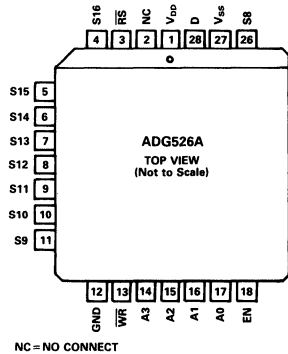 S16 RS NC VDD D VSS S8
4 3 2 1 28 27 26
S15 5
S14 6
S13 7
S12 8
S11 9
S10 10
S9 11
ADG526A
TOP VIEW
(Not to Scale)
12 13 14 15 16 17 18
GND WR A3 A2 A1 A0 EN
NC = NO CONNECT